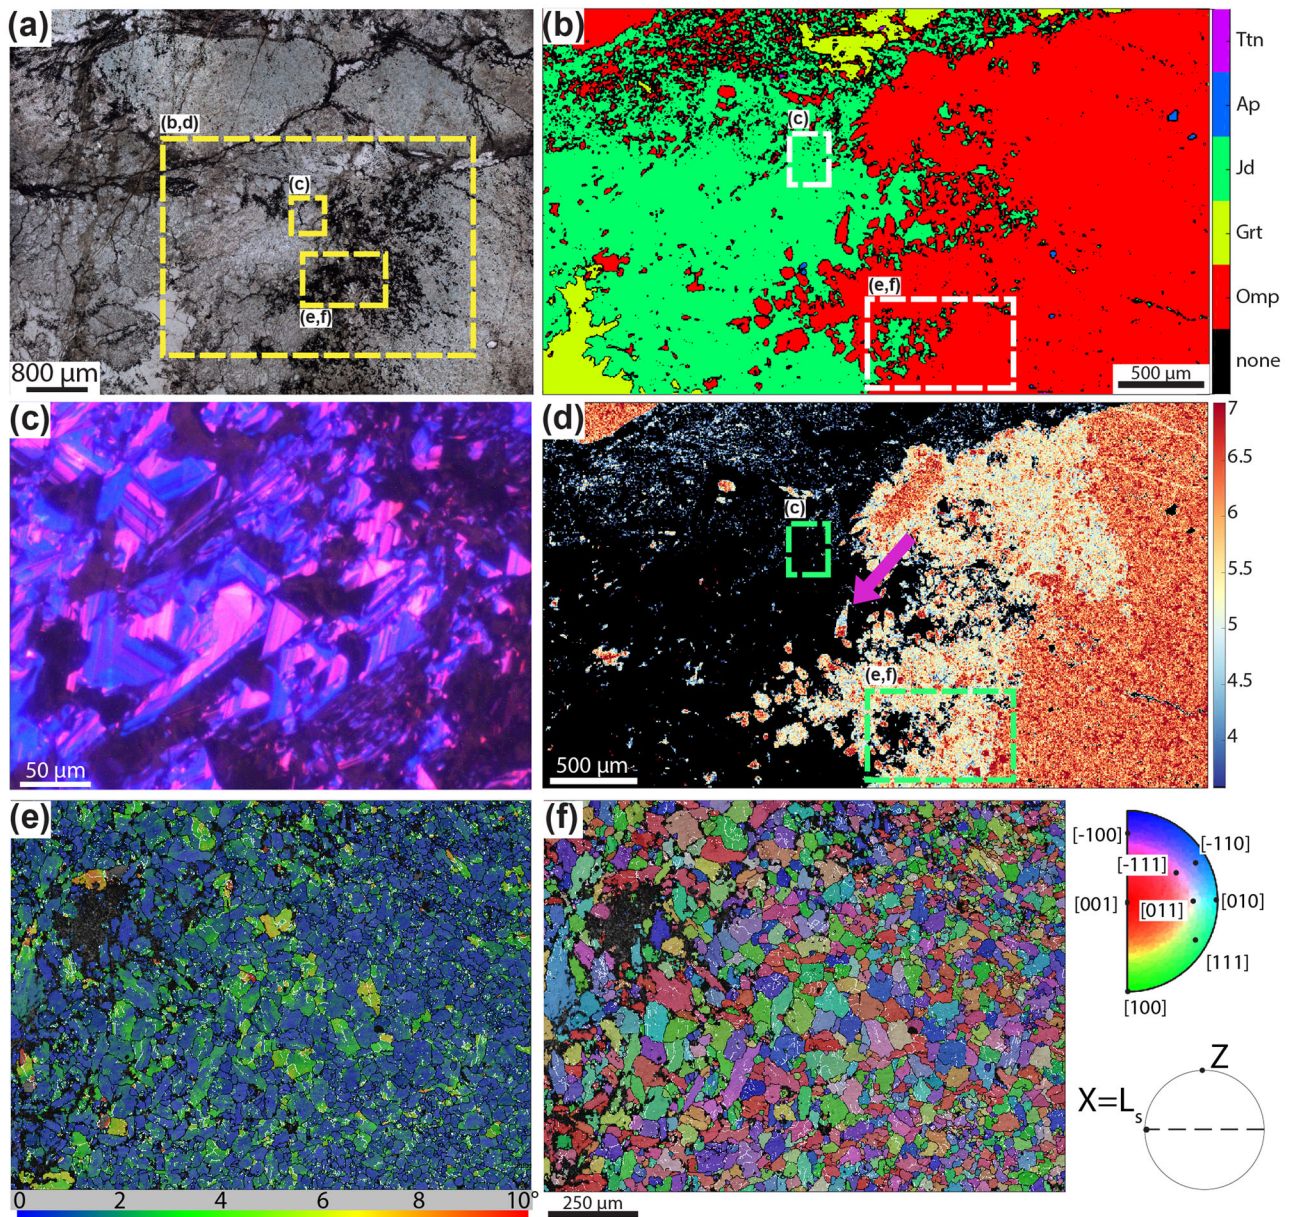 (a)
(b,d)
(c)
(e,f)
800 µm
(b)
(c)
(e,f)
500 µm
Ttn
Ap
Jd
Grt
Omp
none
(c)
50 µm
(d)
(c)
(e,f)
500 µm
7
6.5
6
5.5
5
4.5
4
(e)
0 2 4 6 8 10°
(f)
250 µm
[-100]
[-110]
[-111]
[001]
[011]
[010]
[111]
[100]
Z
X=Ls